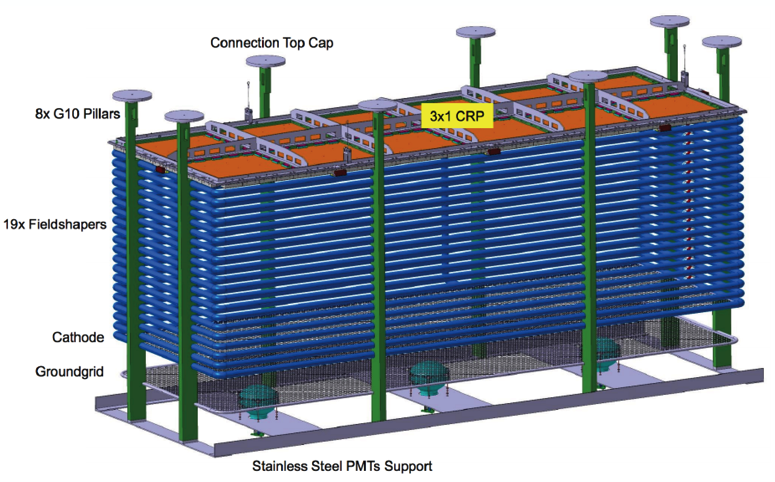 Connection Top Cap
8x G10 Pillars
3x1 CRP
19x Fieldshapers
Cathode
Groundgrid
Stainless Steel PMTs Support